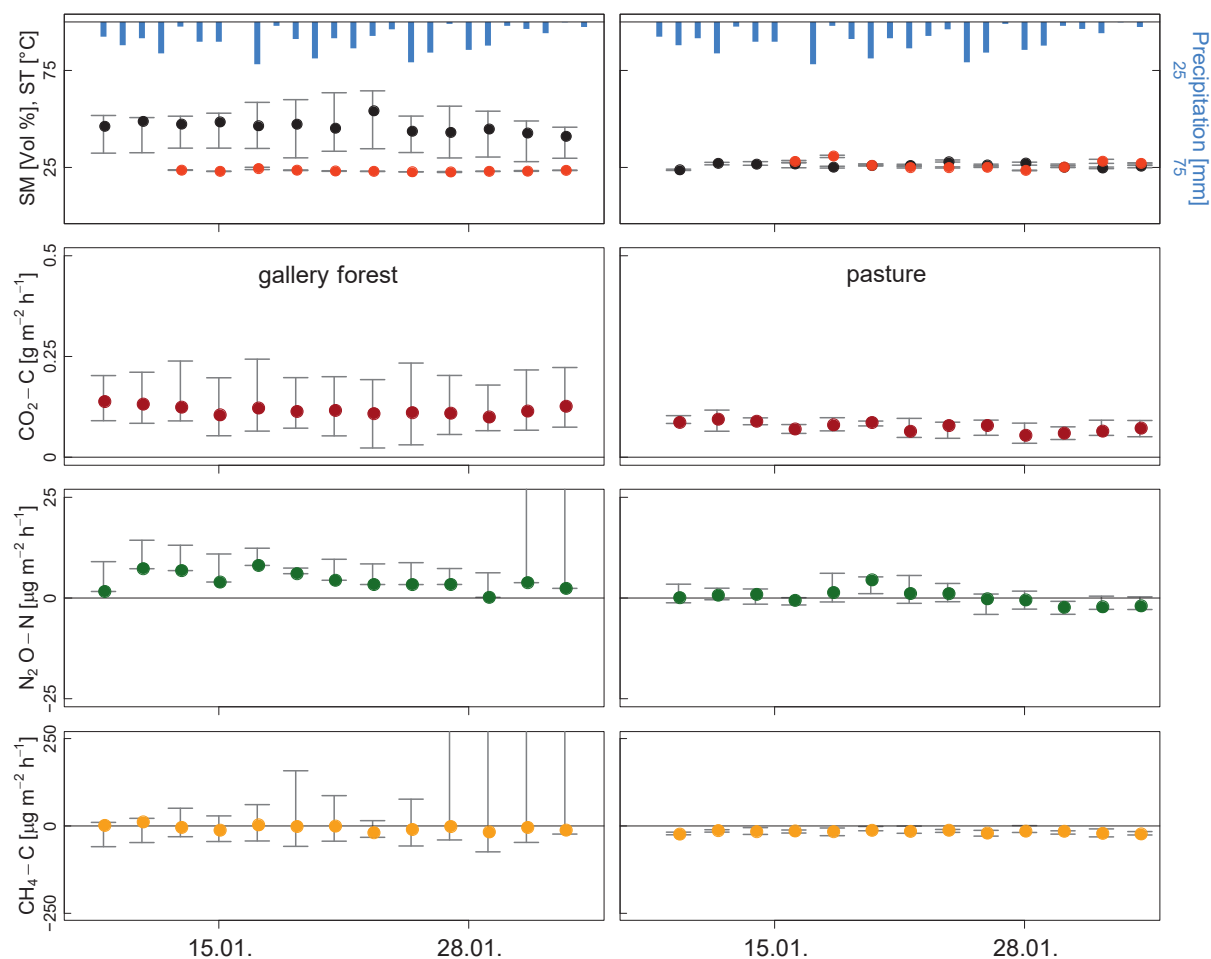 SM [Vol %], ST [°C]
75
25
25
75
Precipitation [mm]
CO₂−C [g m⁻² h⁻¹]
0.5
0.25
0
gallery forest
pasture
N₂ O−N [µg m⁻² h⁻¹]
25
0
−25
CH₄−C [µg m⁻² h⁻¹]
250
0
−250
15.01.
28.01.
15.01.
28.01.